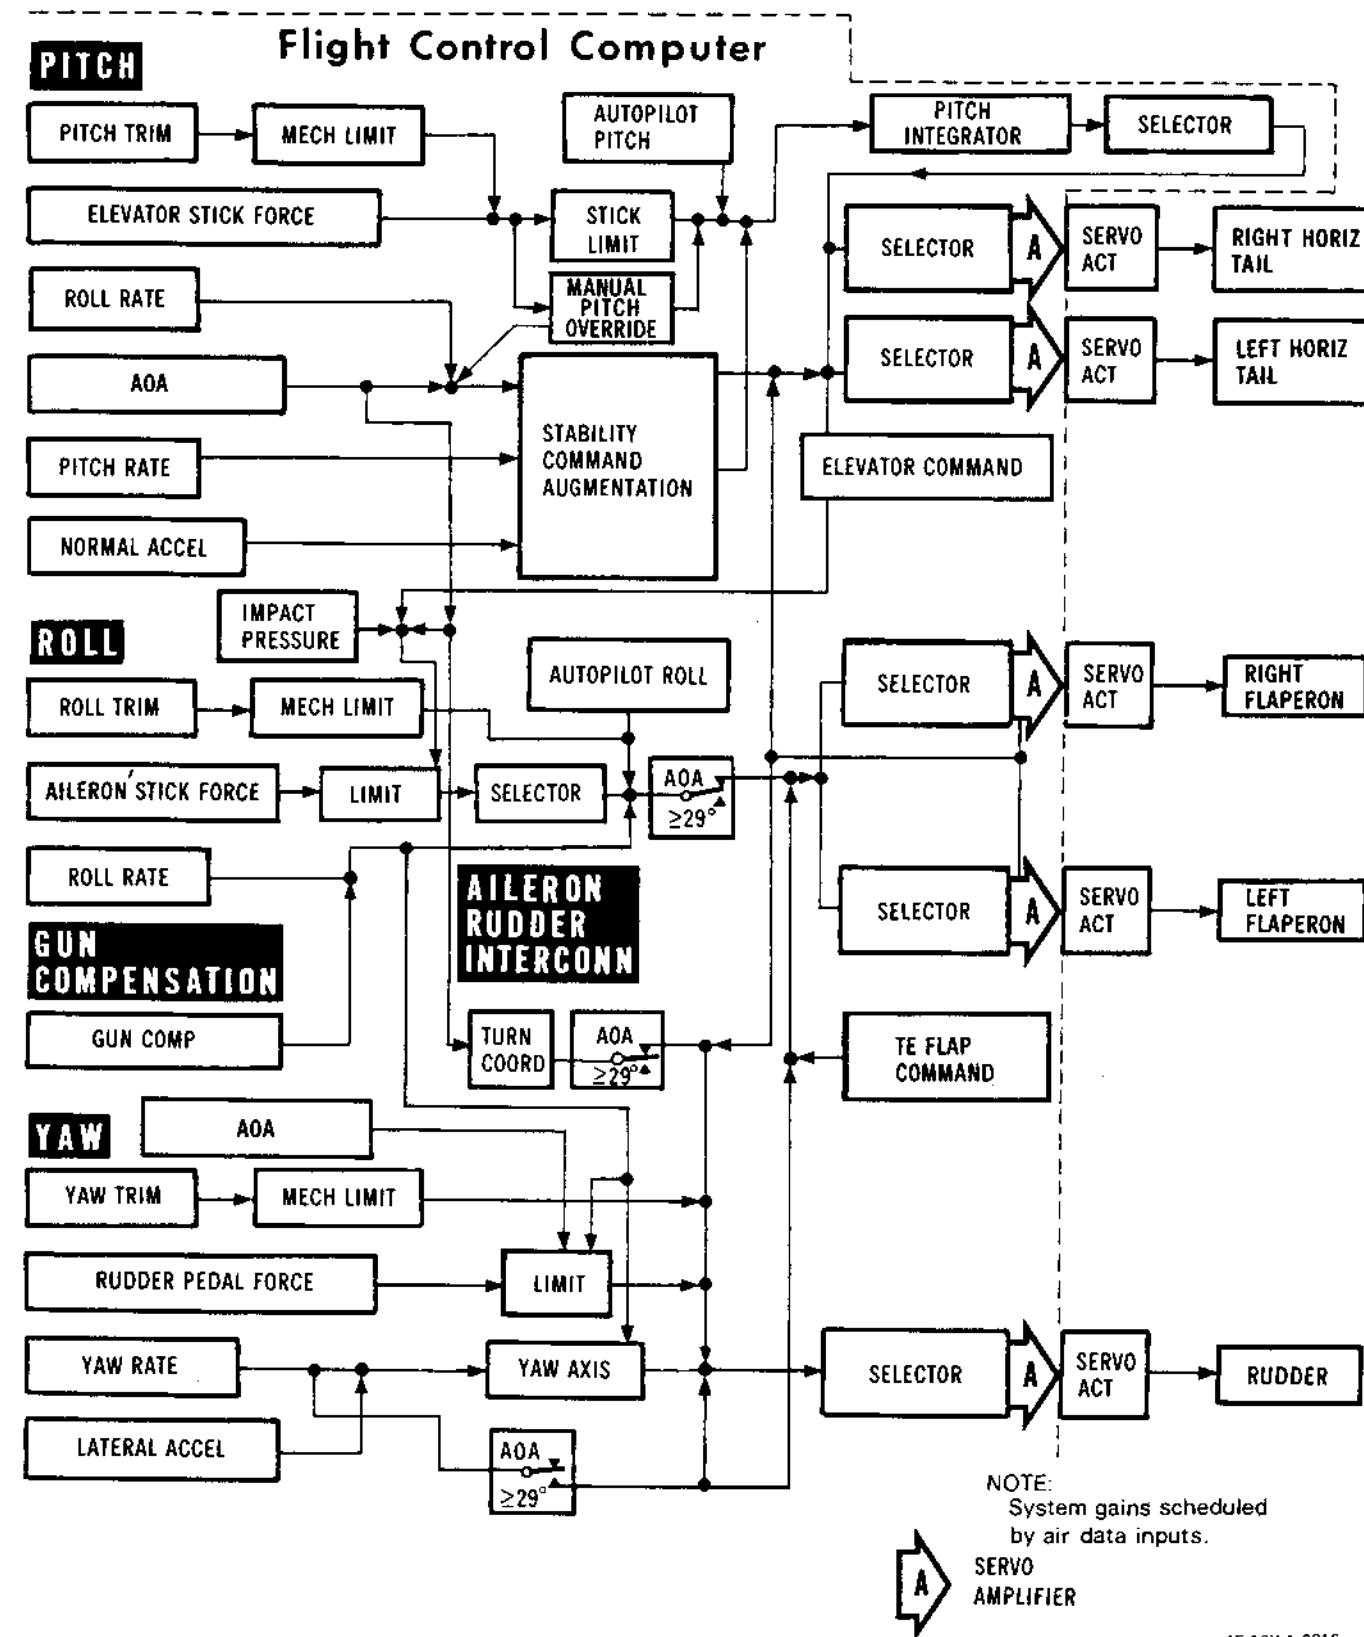 Flight Control Computer
PITCH
PITCH TRIM
MECH LIMIT
AUTOPILOT
PITCH
PITCH
INTEGRATOR
SELECTOR
ELEVATOR STICK FORCE
STICK
LIMIT
SELECTOR
A
SERVO
ACT
RIGHT HORIZ
TAIL
ROLL RATE
MANUAL
PITCH
OVERRIDE
SELECTOR
A
SERVO
ACT
LEFT HORIZ
TAIL
AOA
STABILITY
COMMAND
AUGMENTATION
PITCH RATE
ELEVATOR COMMAND
NORMAL ACCEL
IMPACT
PRESSURE
ROLL
AUTOPILOT ROLL
SELECTOR
A
SERVO
ACT
RIGHT
FLAPERON
ROLL TRIM
MECH LIMIT
AILERON STICK FORCE
LIMIT
SELECTOR
AOA
≥29°
ROLL RATE
AILERON
RUDDER
INTERCONN
SELECTOR
A
SERVO
ACT
LEFT
FLAPERON
GUN
COMPENSATION
GUN COMP
TURN
COORD
AOA
≥29°
TE FLAP
COMMAND
YAW
AOA
YAW TRIM
MECH LIMIT
RUDDER PEDAL FORCE
LIMIT
YAW RATE
YAW AXIS
SELECTOR
A
SERVO
ACT
RUDDER
LATERAL ACCEL
AOA
≥29°
NOTE:
System gains scheduled
by air data inputs.
A
SERVO
AMPLIFIER